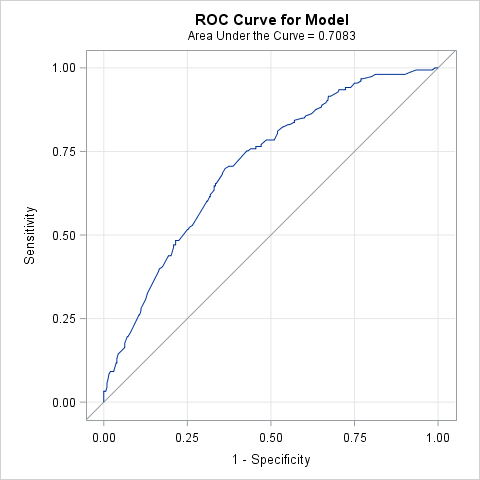 ROC Curve for Model
Area Under the Curve = 0.7083
1.00
0.75
0.50
0.25
0.00
Sensitivity
0.00 0.25 0.50 0.75 1.00
1 - Specificity